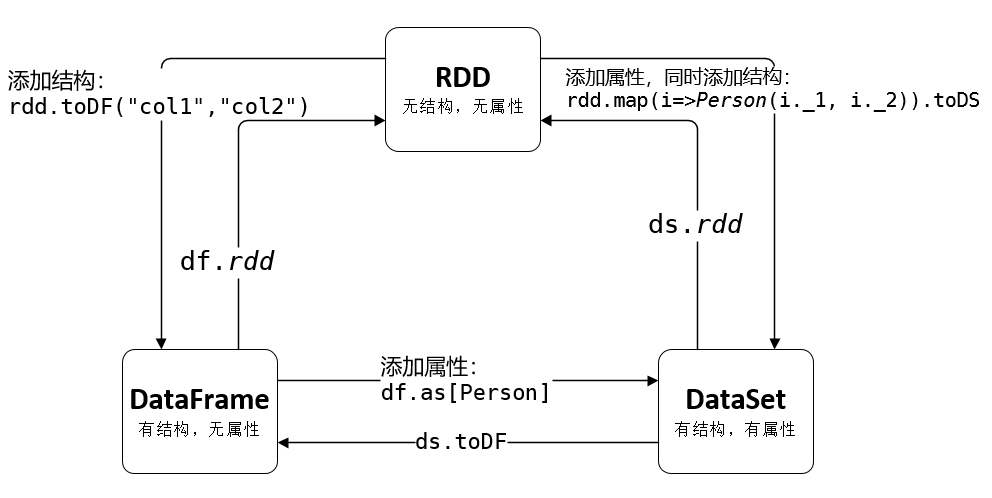 RDD
无结构，无属性
添加结构：
rdd.toDF("col1","col2")
添加属性，同时添加结构：
rdd.map(i=>Person(i._1, i._2)).toDS
df.rdd
ds.rdd
添加属性：
df.as[Person]
DataFrame
有结构，无属性
DataSet
有结构，有属性
ds.toDF